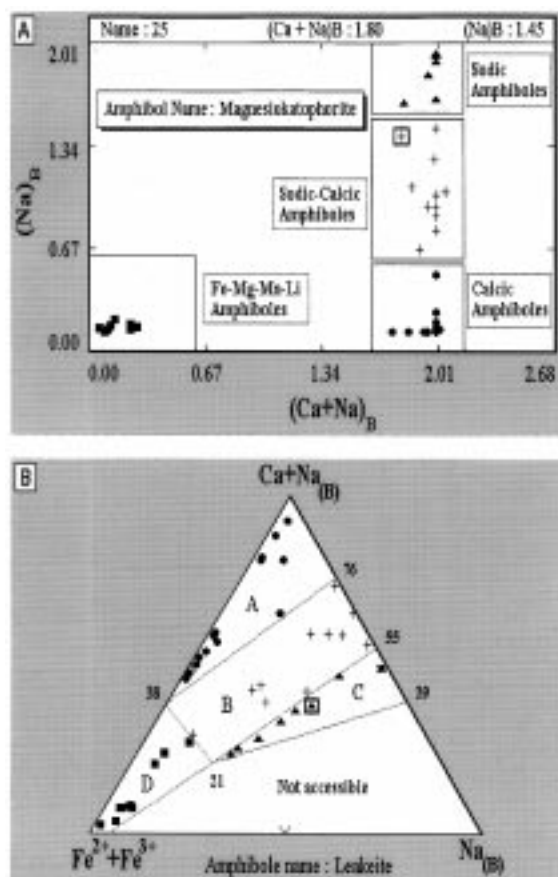 A
Name : 25 (Ca + Na)B : 1.80 (Na)B : 1.45
2.01
1.34
0.67
0.00
(Na)B
Amphibol Name : Magnesiokatophorite
Sodic
Amphiboles
Sodic-Calcic
Amphiboles
Fe-Mg-Mn-Li
Amphiboles
Calcic
Amphiboles
0.00 0.67 1.34 2.01 2.68
(Ca+Na)B
B
Ca+Na(B)
76
A
55
38
B
C
39
D
21
Not accessible
Fe2++Fe3+
Na(B)
Amphibole name : Leakeite